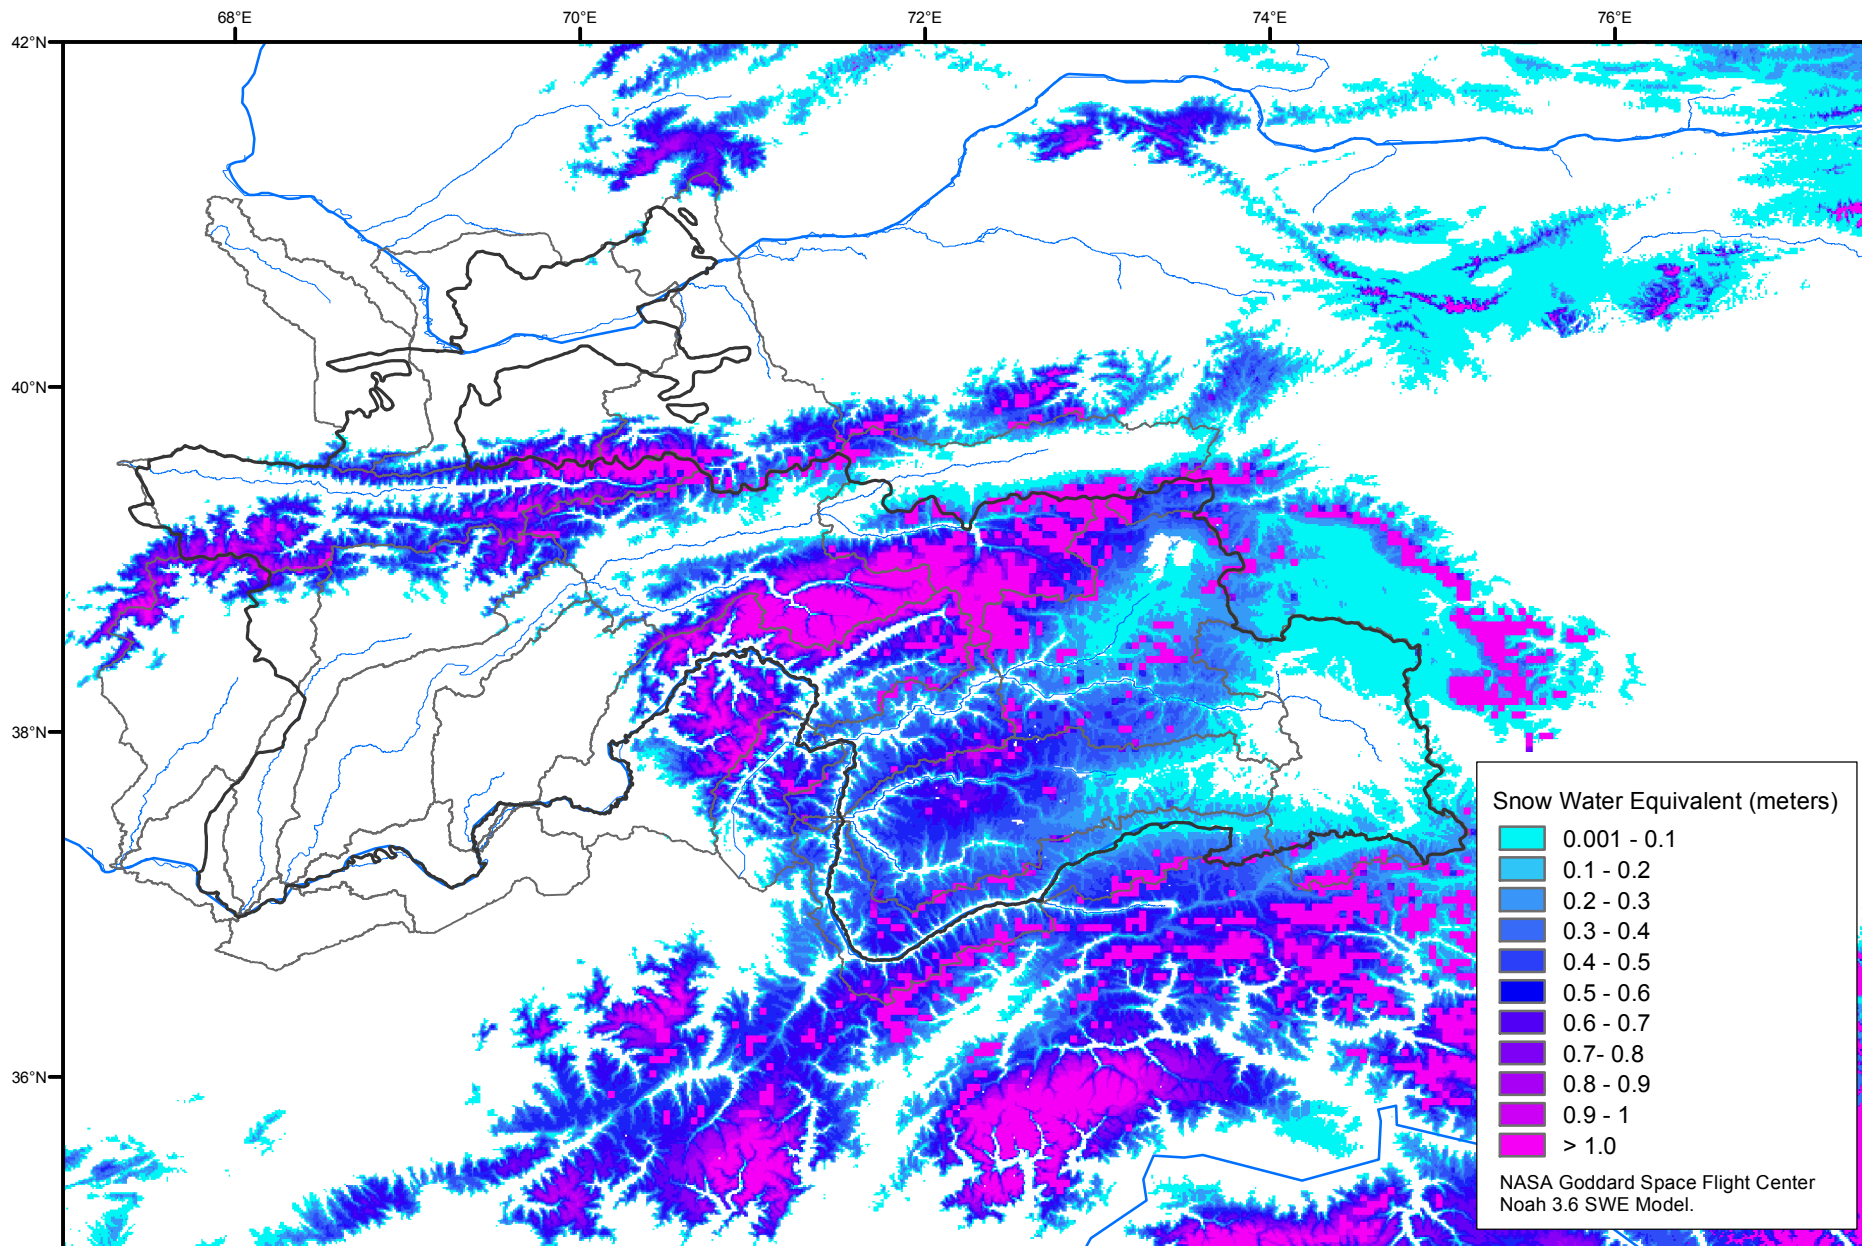 68°E 70°E 72°E 74°E 76°E
42°N
40°N
38°N
36°N
Snow Water Equivalent (meters)
0.001 - 0.1
0.1 - 0.2
0.2 - 0.3
0.3 - 0.4
0.4 - 0.5
0.5 - 0.6
0.6 - 0.7
0.7- 0.8
0.8 - 0.9
0.9 - 1
> 1.0
NASA Goddard Space Flight Center
Noah 3.6 SWE Model.